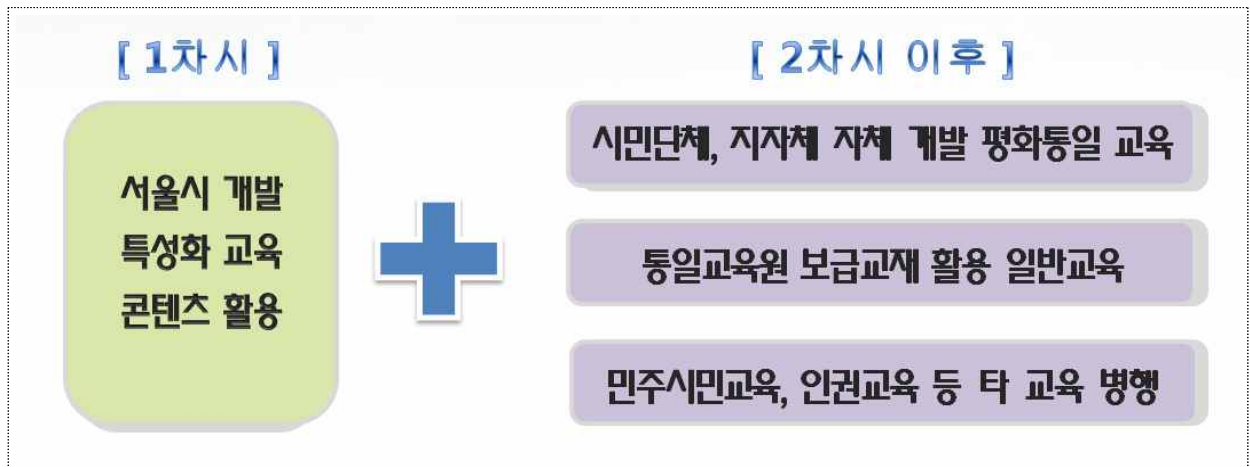 [ 1차시 ]
서울시 개발
특성화 교육
콘텐츠 활용
[ 2차시 이후 ]
시민단체, 지자체 자체 개발 평화통일 교육
통일교육원 보급교재 활용 일반교육
민주시민교육, 인권교육 등 타 교육 병행